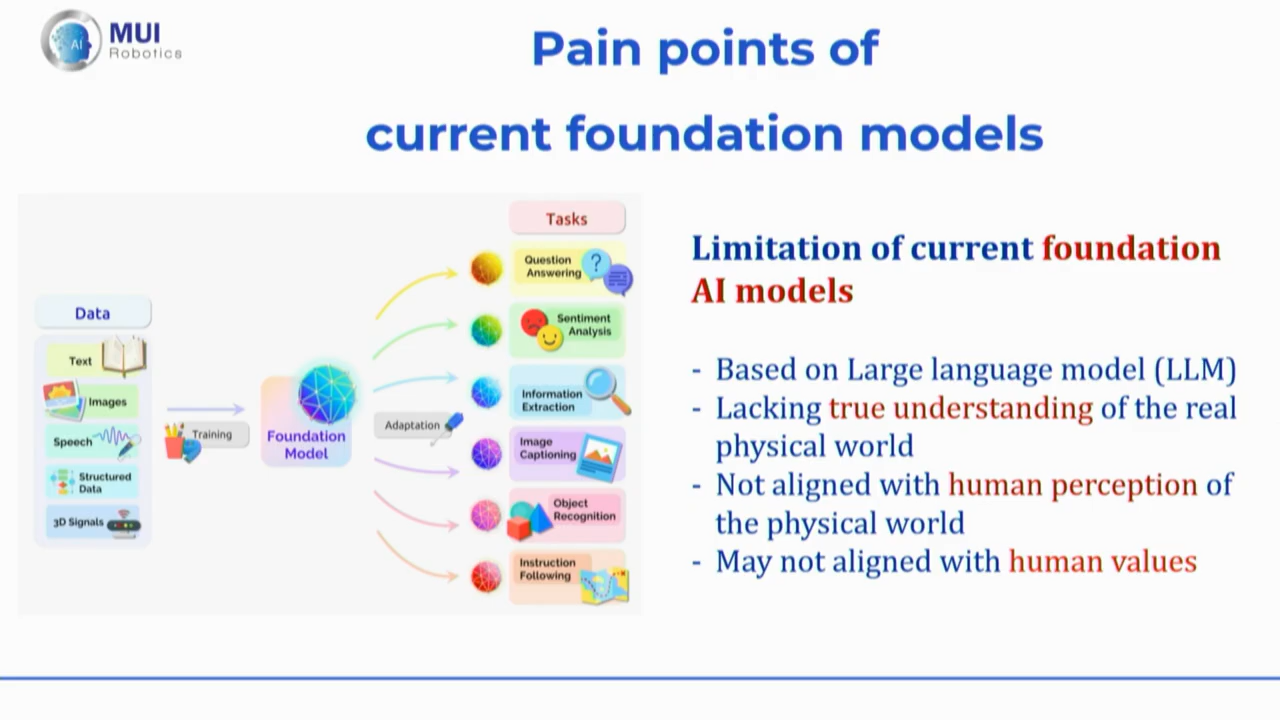 AI
MUI
Robotics
Pain points of
current foundation models
Data
Text
Images
Speech
Structured
Data
3D Signals
Training
Foundation
Model
Adaptation
Tasks
Question
Answering
?
Sentiment
Analysis
Information
Extraction
Image
Captioning
Object
Recognition
Instruction
Following
Limitation of current foundation
AI models
- Based on Large language model (LLM)
- Lacking true understanding of the real
physical world
- Not aligned with human perception of
the physical world
- May not aligned with human values